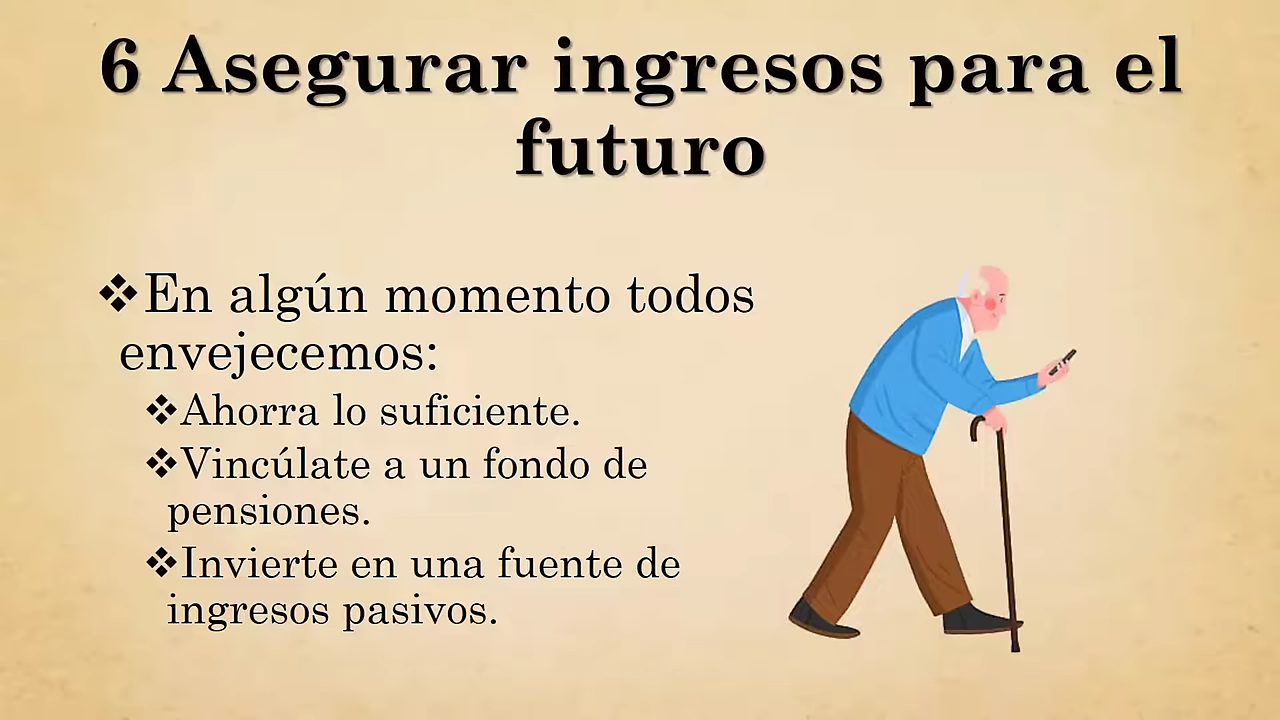 6 Asegurar ingresos para el
futuro
❖En algún momento todos
envejecemos:
❖Ahorra lo suficiente.
❖Vincúlate a un fondo de
pensiones.
❖Invierte en una fuente de
ingresos pasivos.